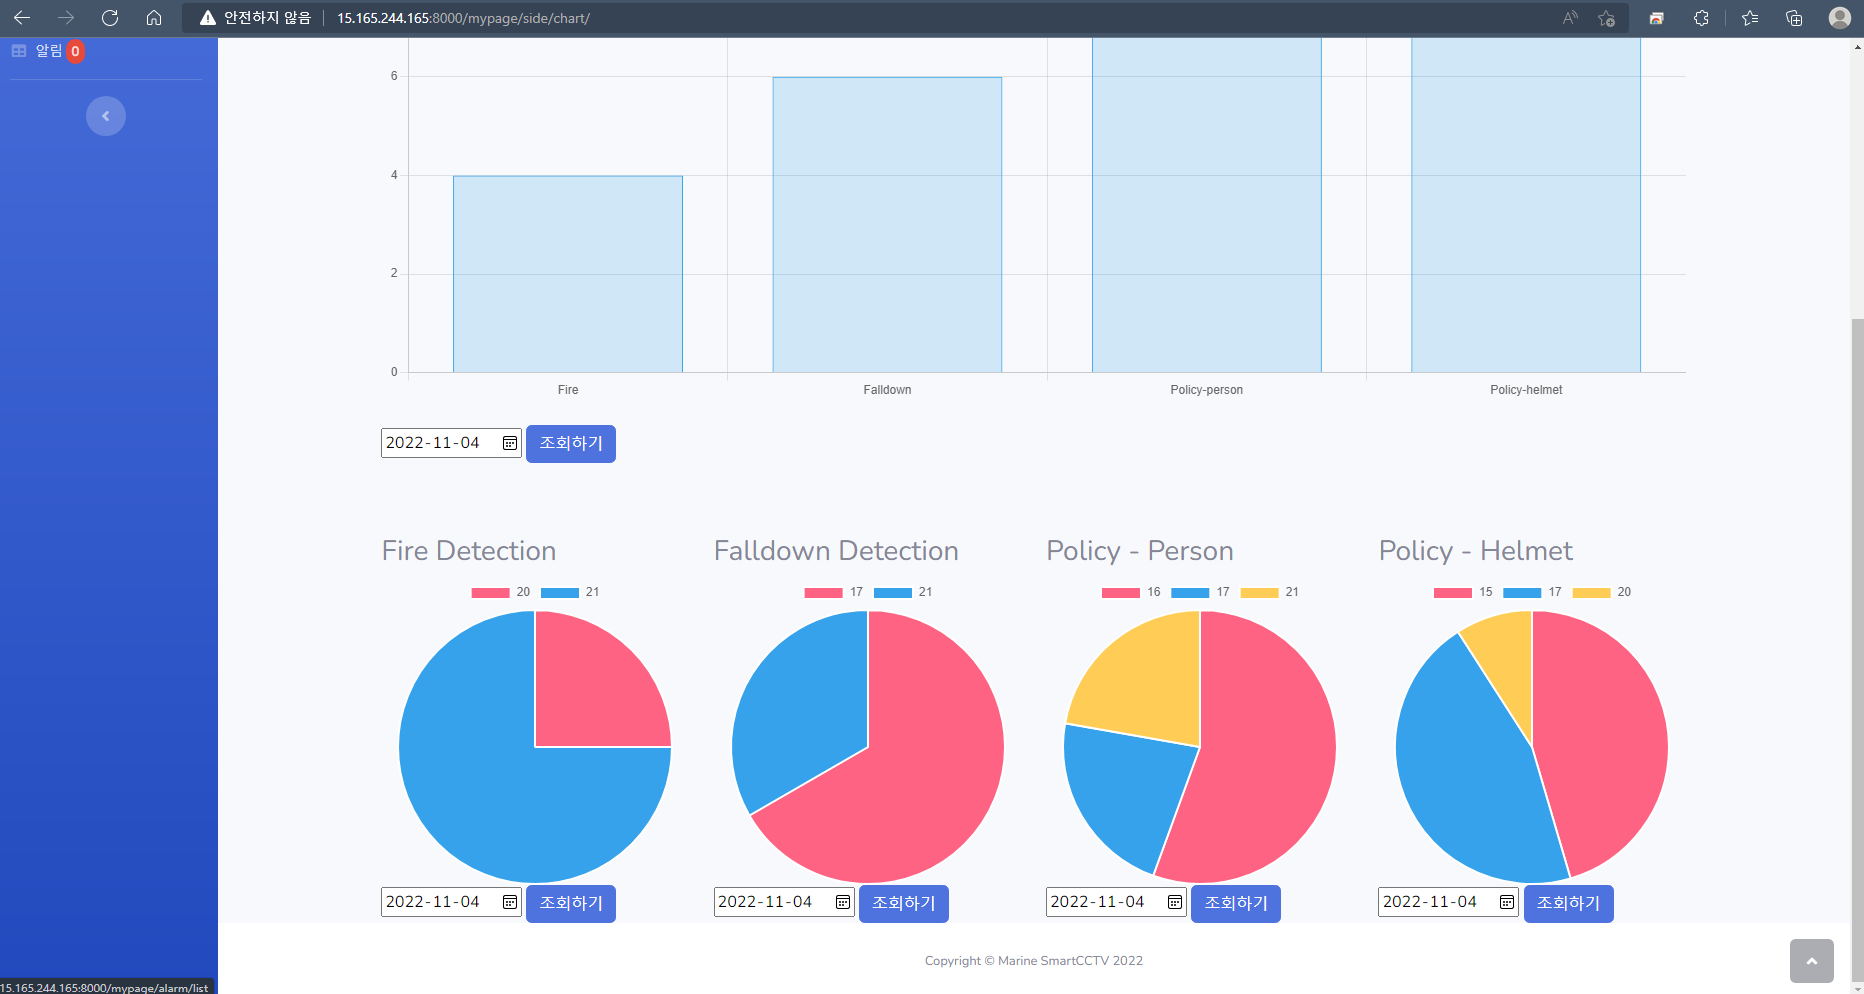 안전하지 않음 15.165.244.165:8000/mypage/side/chart/
알림 0
6
4
2
0
Fire Falldown Policy-person Policy-helmet
2022-11-04 조회하기
Fire Detection Falldown Detection Policy - Person Policy - Helmet
20 21 17 21 16 17 21 15 17 20
2022-11-04 조회하기 2022-11-04 조회하기 2022-11-04 조회하기 2022-11-04 조회하기
Copyright © Marine SmartCCTV 2022
15.165.244.165:8000/mypage/alarm/list